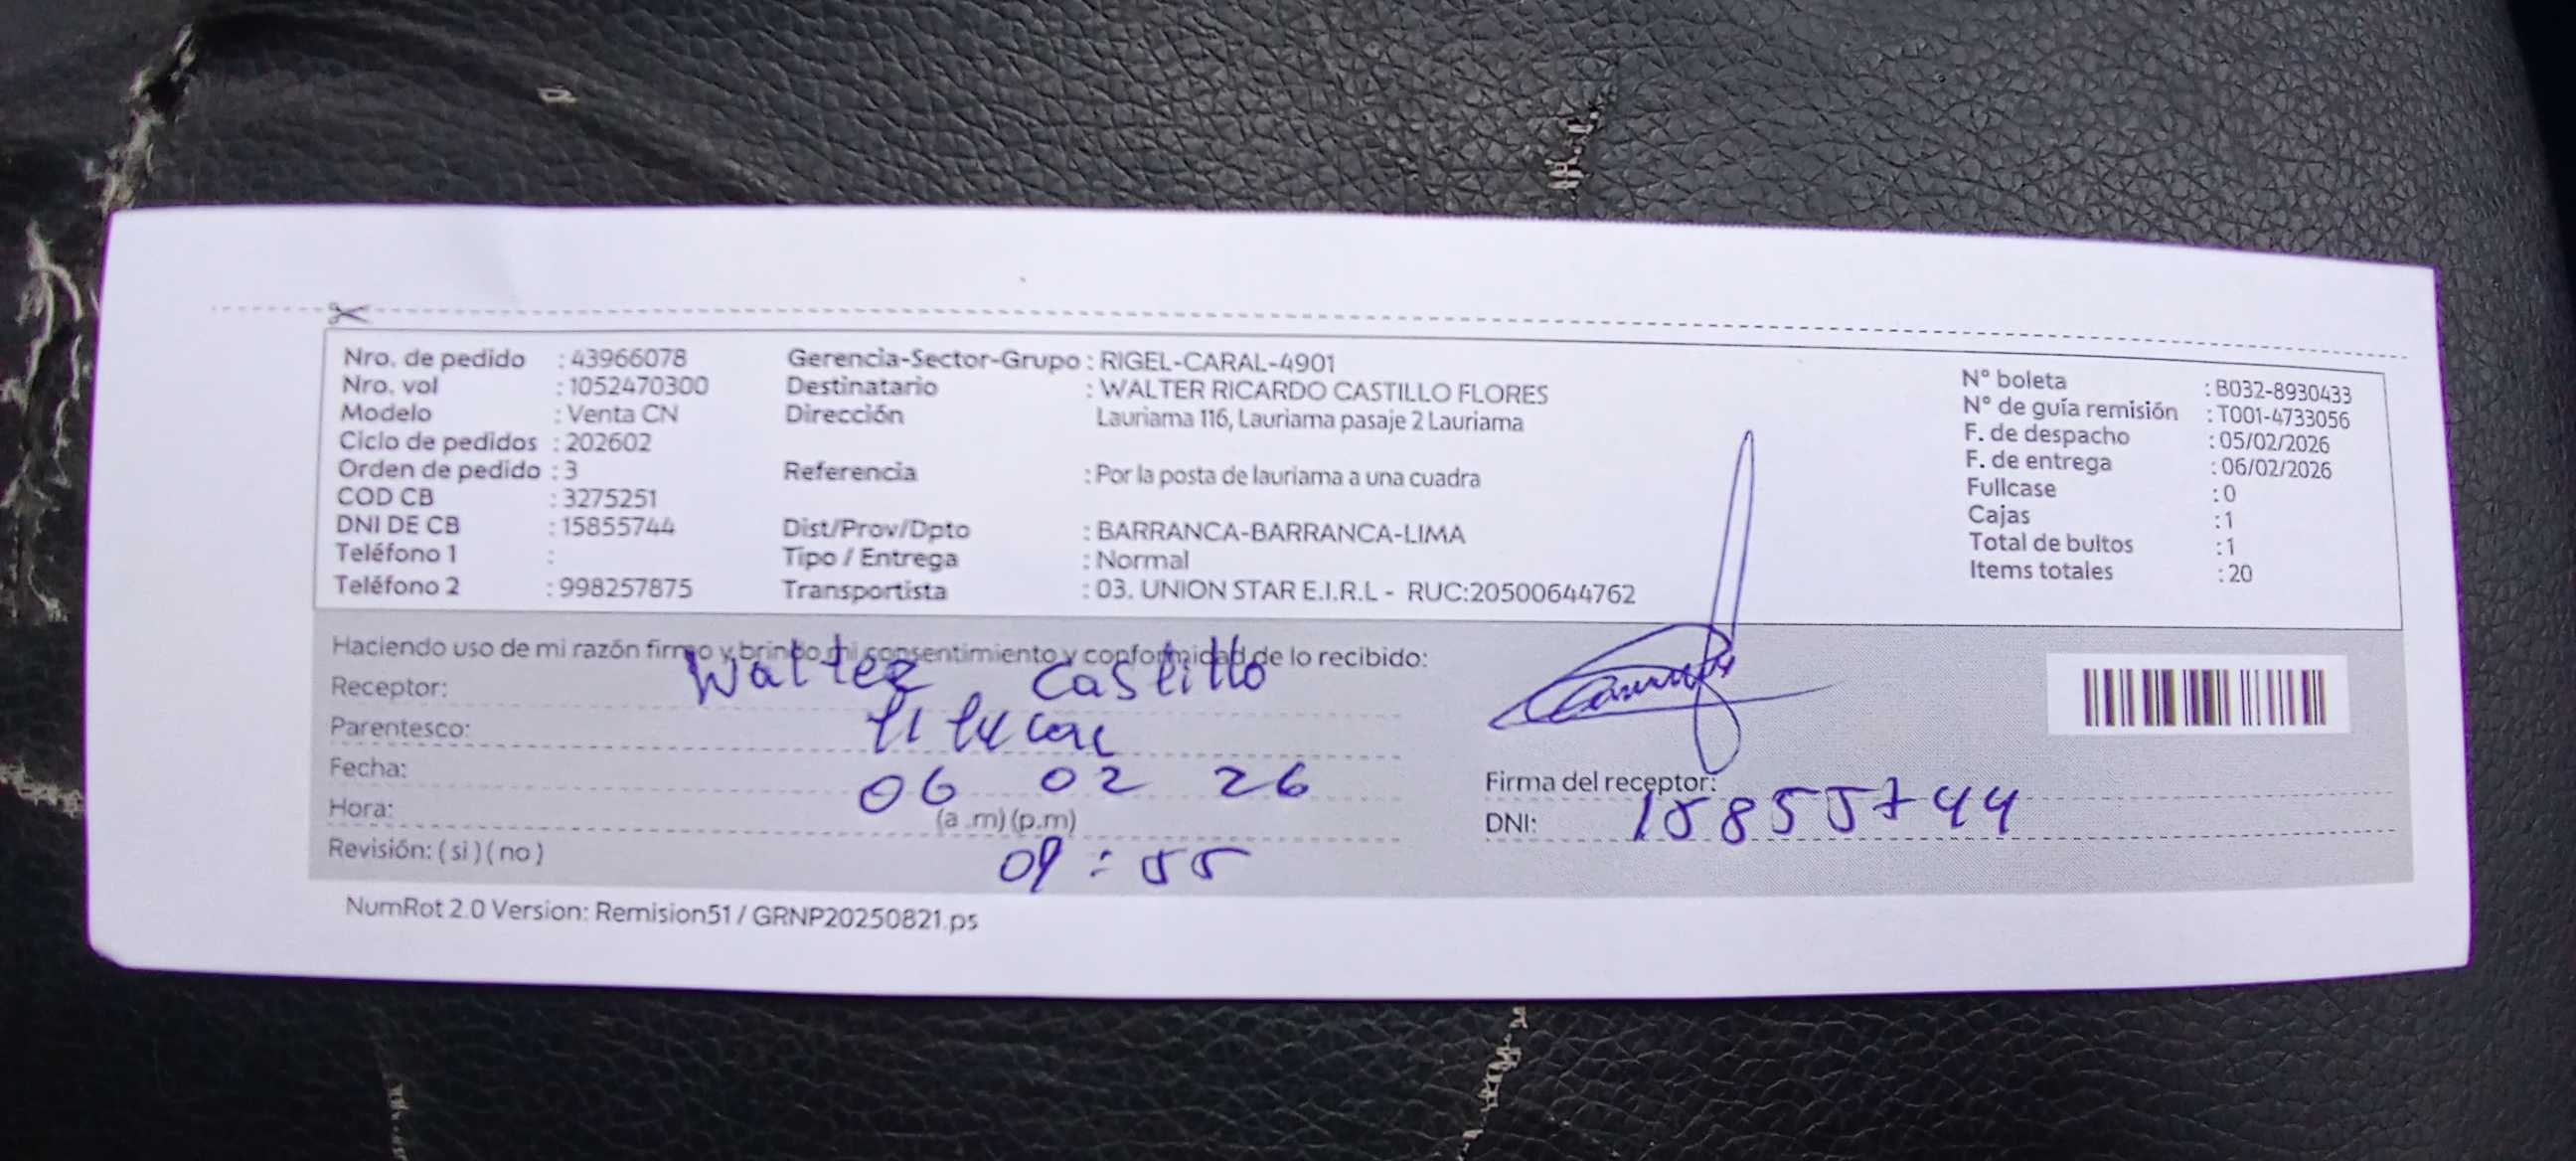 Nro. de pedido : 43966078 Gerencia-Sector-Grupo : RIGEL-CARAL-4901
Nro. vol : 1052470300 Destinatario : WALTER RICARDO CASTILLO FLORES
Modelo : Venta CN Dirección Lauriama 116, Lauriama pasaje 2 Lauriama
Ciclo de pedidos : 202602
Orden de pedido : 3 Referencia : Por la posta de lauriama a una cuadra
COD CB : 3275251
DNI DE CB : 15855744 Dist/Prov/Dpto : BARRANCA-BARRANCA-LIMA
Teléfono 1 : Tipo / Entrega : Normal
Teléfono 2 : 998257875 Transportista : 03. UNION STAR E.I.R.L - RUC:20500644762
N° boleta : B032-8930433
N° de guía remisión : T001-4733056
F. de despacho : 05/02/2026
F. de entrega : 06/02/2026
Fullcase : 0
Cajas : 1
Total de bultos : 1
Items totales : 20
Haciendo uso de mi razón firmo y brindo mi consentimiento y conformidad de lo recibido:
Receptor: Walter Castillo
Parentesco:
Fecha: 06 02 26
Hora: (a .m) (p.m)
Revisión: ( si ) ( no ) 09 : 55
Firma del receptor:
DNI: 15855744
NumRot 2.0 Version: Remision51 / GRNP20250821.ps